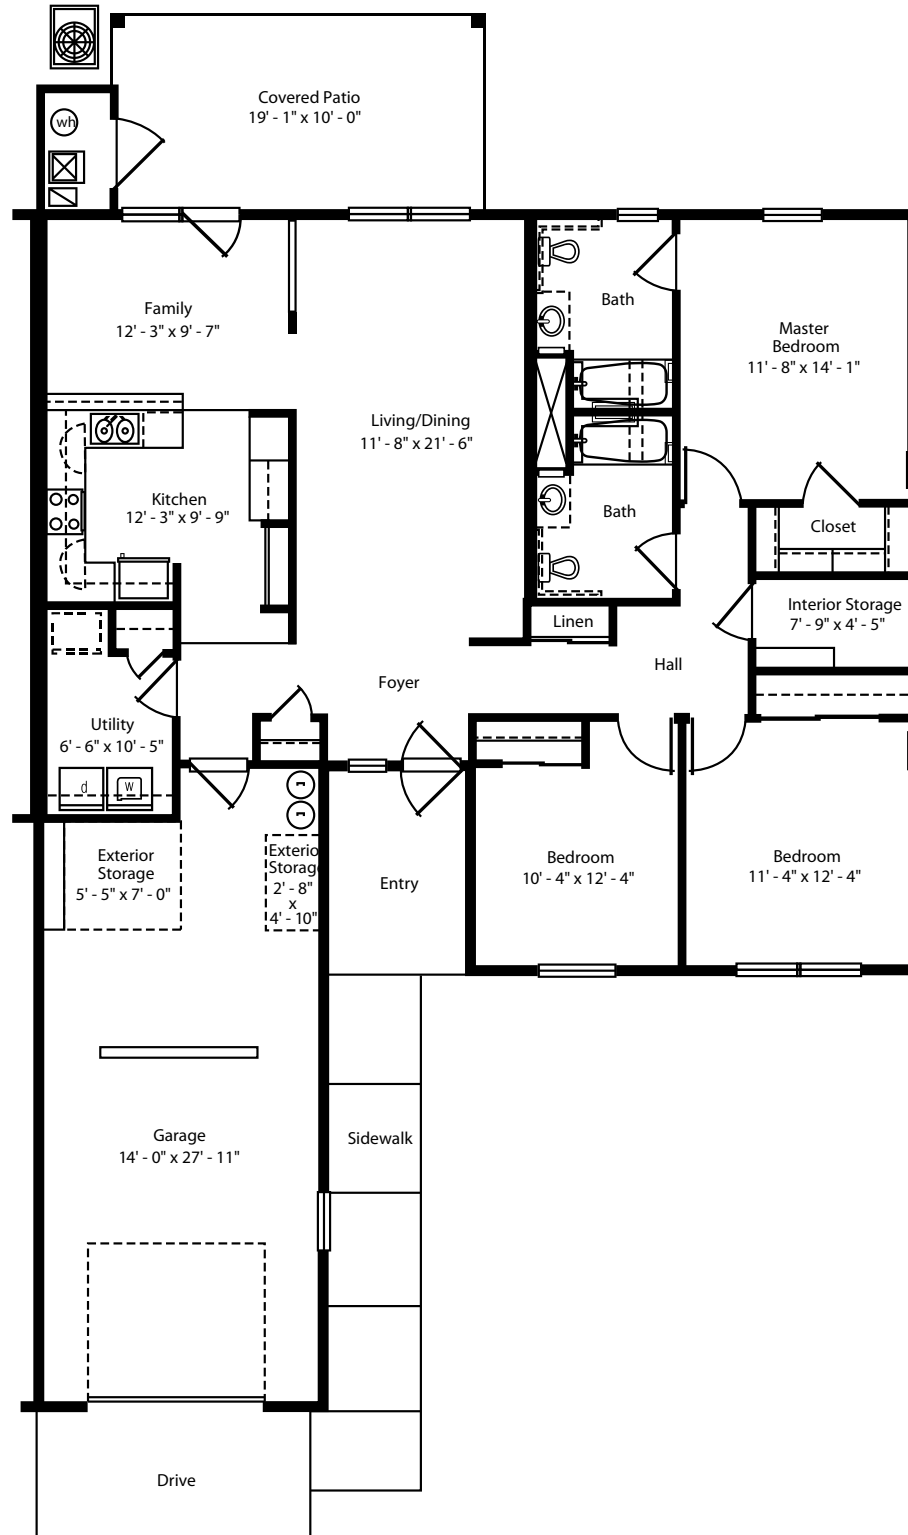 Covered Patio
19' - 1" x 10' - 0"
wh
Family
12' - 3" x 9' - 7"
Bath
Master
Bedroom
11' - 8" x 14' - 1"
Living/Dining
11' - 8" x 21' - 6"
Kitchen
12' - 3" x 9' - 9"
Bath
Closet
Interior Storage
7' - 9" x 4' - 5"
Linen
Hall
Foyer
Utility
6' - 6" x 10' - 5"
d
w
Exterior
Storage
5' - 5" x 7' - 0"
Exterio
Storag
2' - 8"
x
4' - 10"
Entry
Bedroom
10' - 4" x 12' - 4"
Bedroom
11' - 4" x 12' - 4"
Garage
14' - 0" x 27' - 11"
Sidewalk
Drive